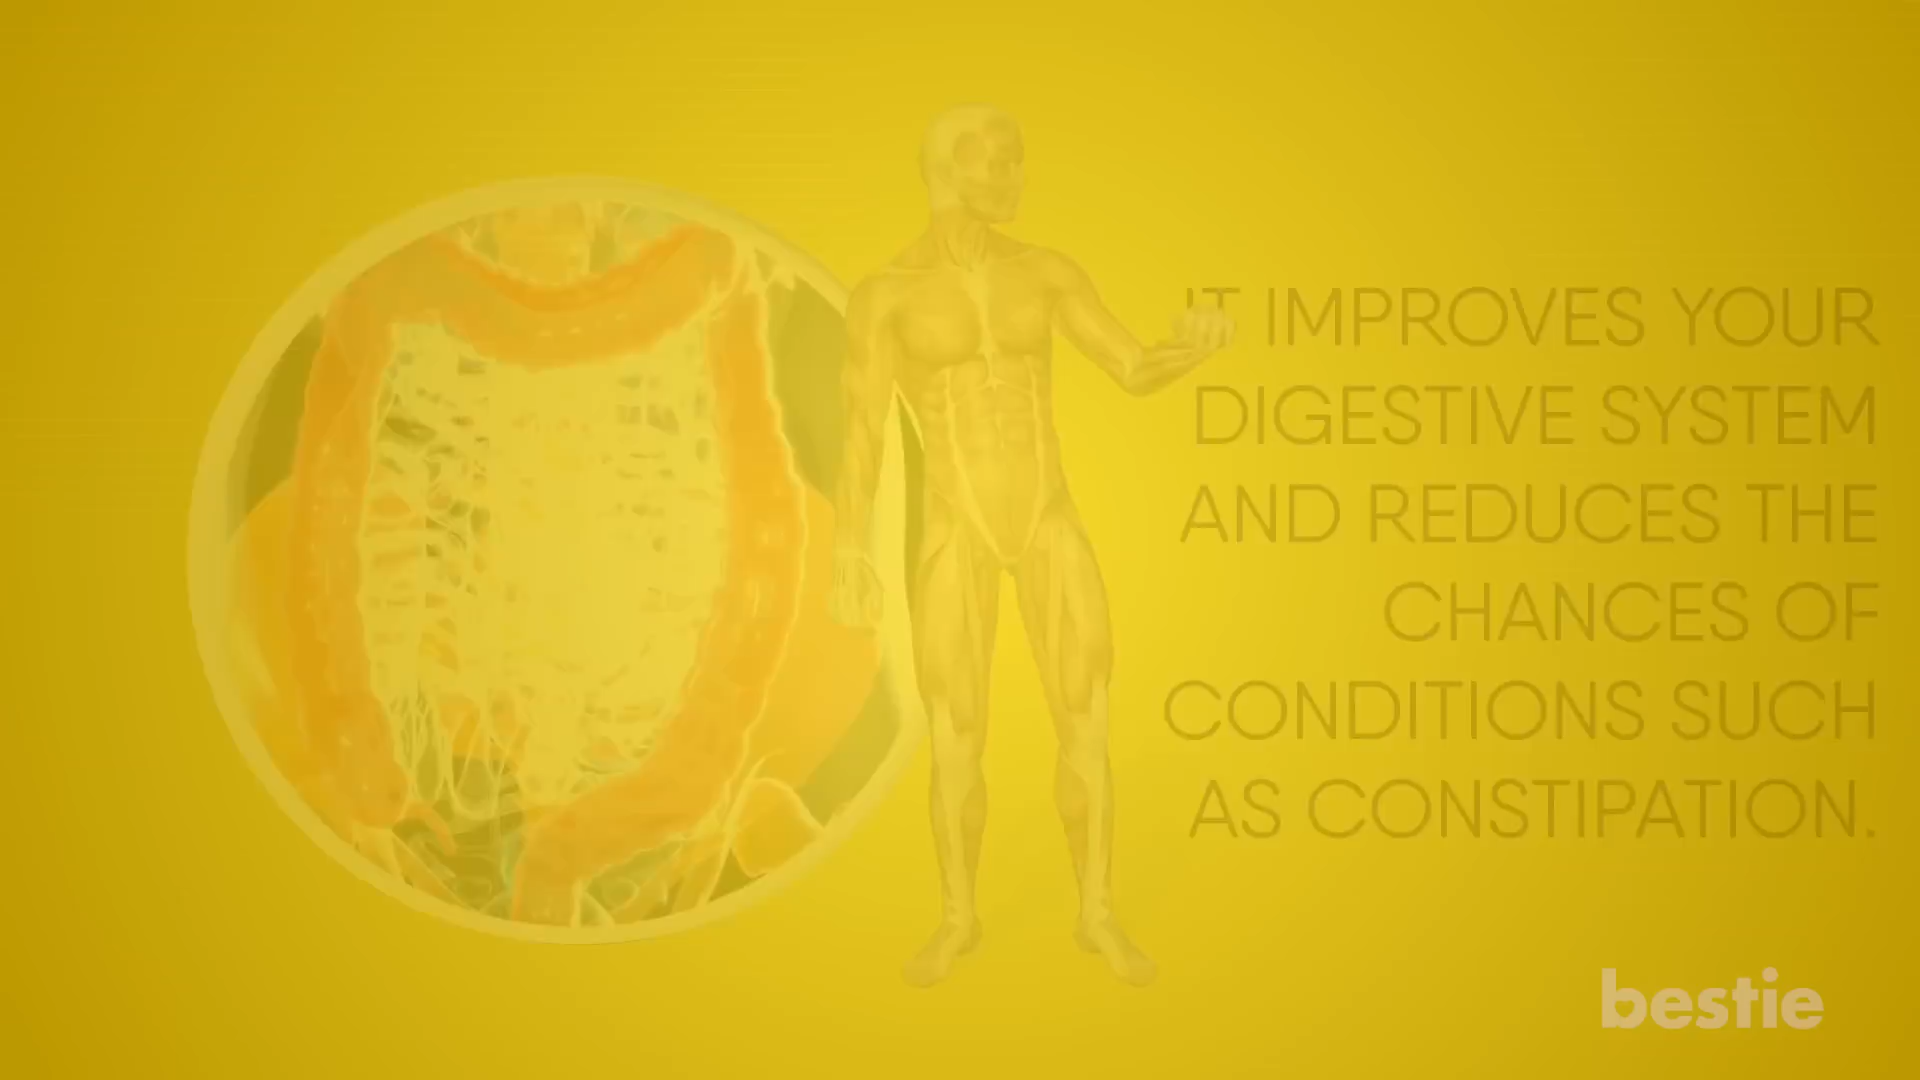 IT IMPROVES YOUR
DIGESTIVE SYSTEM
AND REDUCES THE
CHANCES OF
CONDITIONS SUCH
AS CONSTIPATION.
bestie